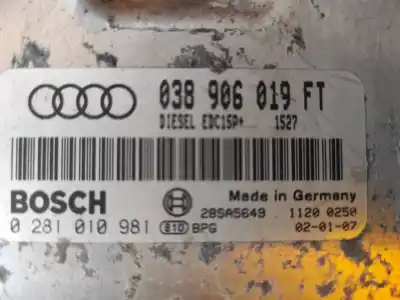 038 906 019 FT
DIESEL EDC15P+ 1527
BOSCH
Made in Germany
28SA5649 1120 0250
0 281 010 981 e1D BPG 02-01-07